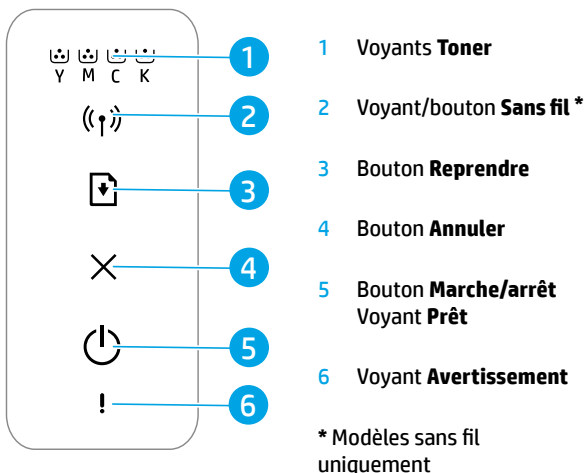 Y M C K
1 Voyants Toner
2 Voyant/bouton Sans fil *
3 Bouton Reprendre
4 Bouton Annuler
5 Bouton Marche/arrêt
Voyant Prêt
6 Voyant Avertissement
* Modèles sans fil
uniquement
1
2
3
4
5
6
!